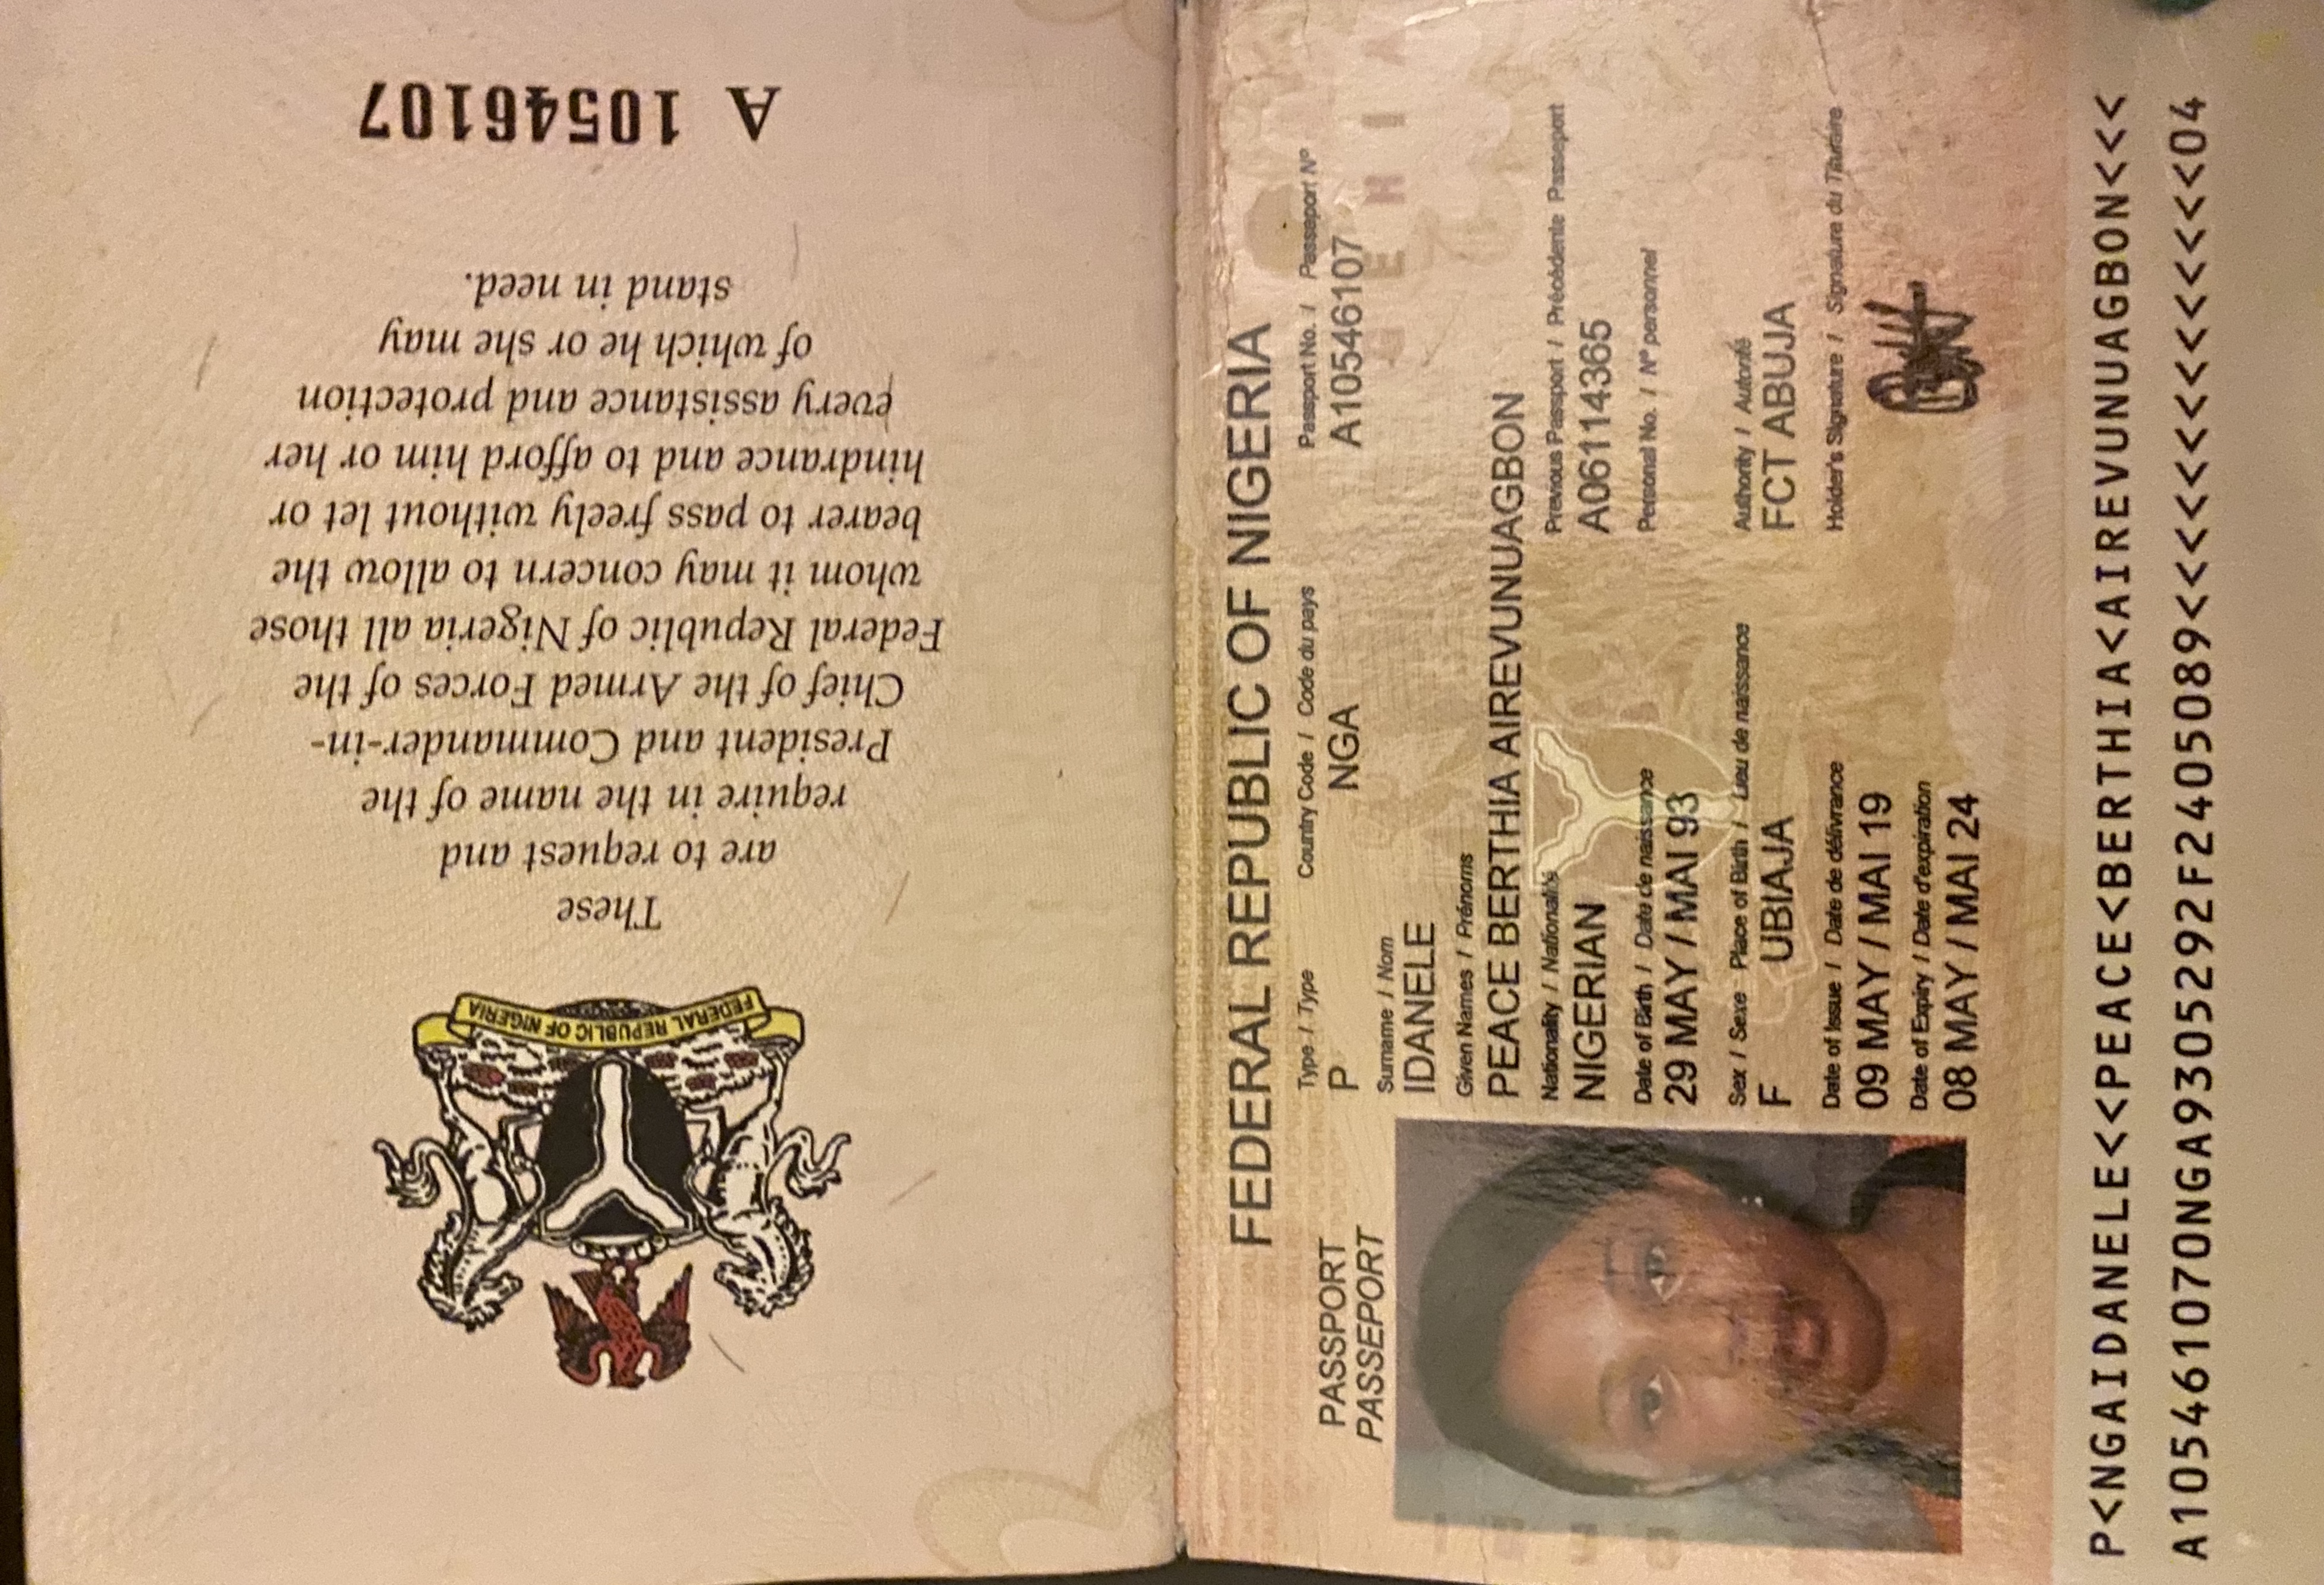 A 10546107
FEDERAL REPUBLIC OF NIGERIA
These
are to request and
require in the name of the
President and Commander-in-
Chief of the Armed Forces of the
Federal Republic of Nigeria all those
whom it may concern to allow the
bearer to pass freely without let or
hindrance and to afford him or her
every assistance and protection
of which he or she may
stand in need.
FEDERAL REPUBLIC OF NIGERIA
PASSPORT
PASSEPORT
Type / Type Country Code / Code du pays Passport No. / Passeport Nº
P NGA A10546107
Surname / Nom
IDANELE
Given Names / Prénoms
PEACE BERTHIA AIREVUNUAGBON
Nationality / Nationalité Previous Passport / Précédente Passeport
NIGERIAN A06114365
Date of Birth / Date de naissance Personal No. / Nº personnel
29 MAY / MAI 93
Sex / Sexe Place of Birth / Lieu de naissance Authority / Autorité
F UBIAJA FCT ABUJA
Date of Issue / Date de délivrance Holder's Signature / Signature du Titulaire
09 MAY / MAI 19
Date of Expiry / Date d'expiration
08 MAY / MAI 24
P<NGAIDANELE<<PEACE<BERTHIA<AIREVUNUAGBON<<<
A105461070NGA9305292F2405089<<<<<<<<<<<<<<04